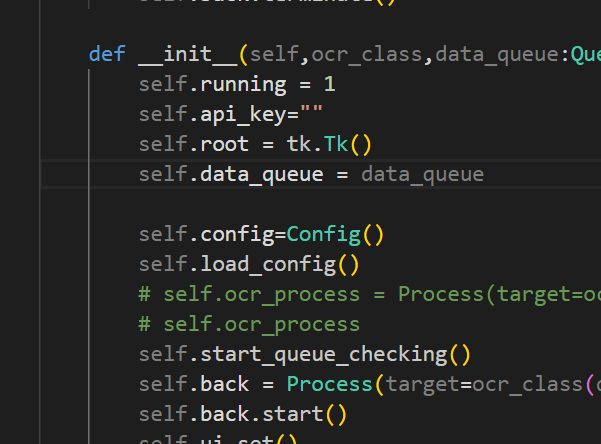 def __init__(self,ocr_class,data_queue:Que
self.running = 1
self.api_key=""
self.root = tk.Tk()
self.data_queue = data_queue
self.config=Config()
self.load_config()
# self.ocr_process = Process(target=oc
# self.ocr_process
self.start_queue_checking()
self.back = Process(target=ocr_class(
self.back.start()
self.ui_set()